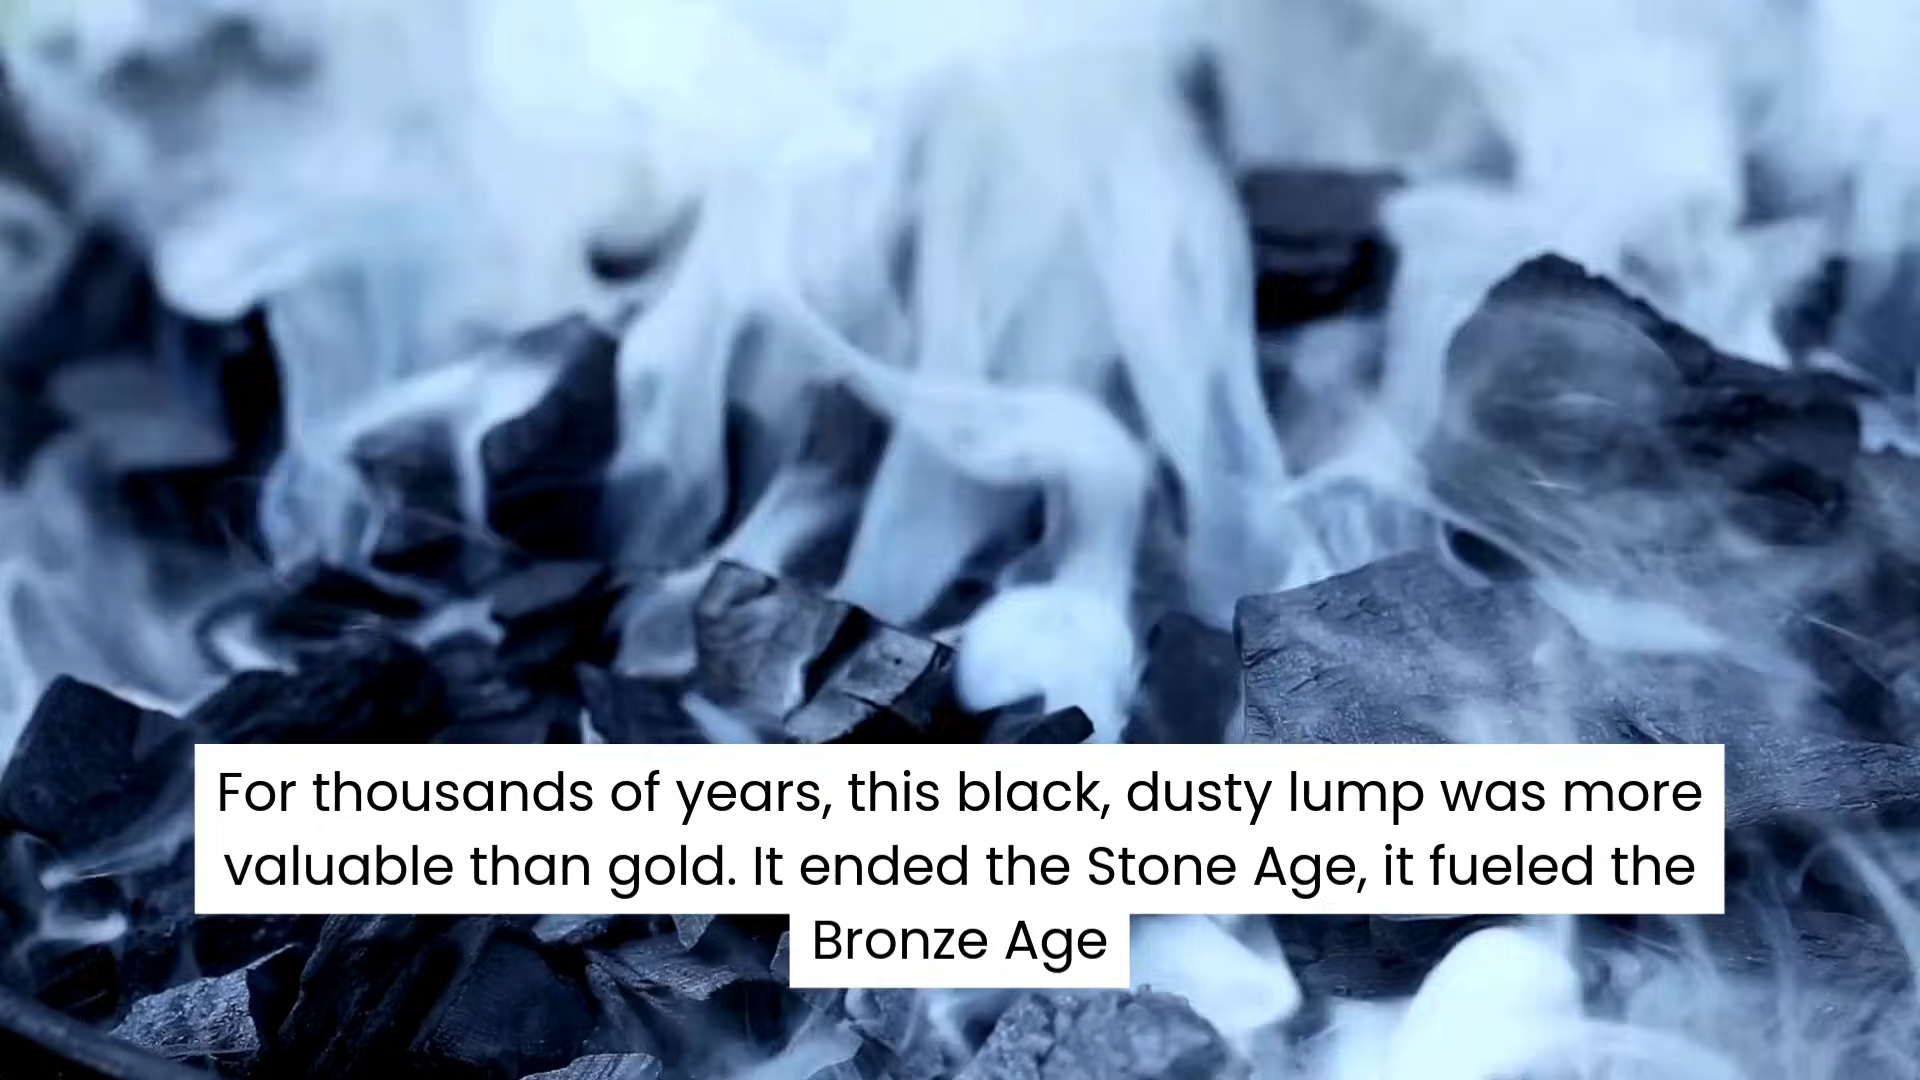 For thousands of years, this black, dusty lump was more
valuable than gold. It ended the Stone Age, it fueled the
Bronze Age